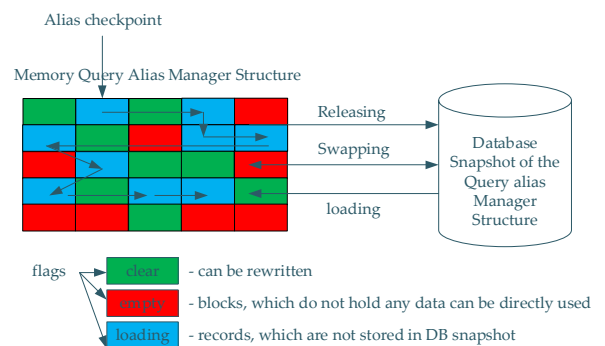 Alias checkpoint
Memory Query Alias Manager Structure
Releasing
Swapping
loading
Database
Snapshot of the
Query alias
Manager
Structure
flags
clear - can be rewritten
empty - blocks, which do not hold any data can be directly used
loading - records, which are not stored in DB snapshot